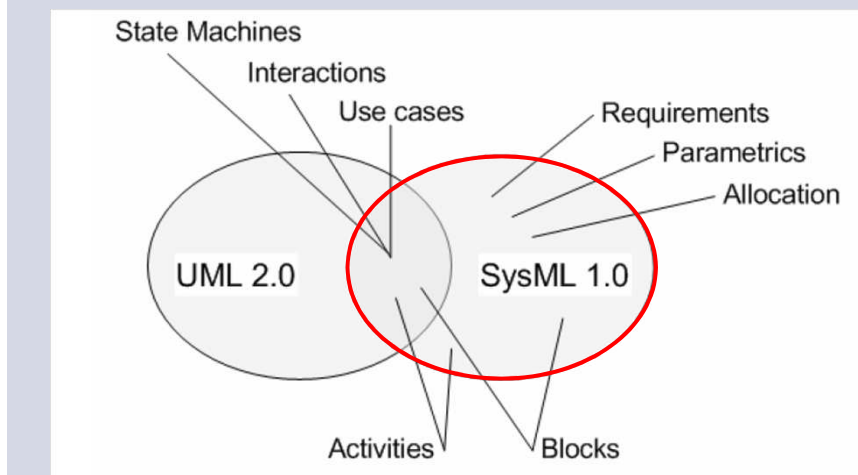 State Machines
Interactions
Use cases
Requirements
Parametrics
Allocation
UML 2.0
SysML 1.0
Activities
Blocks